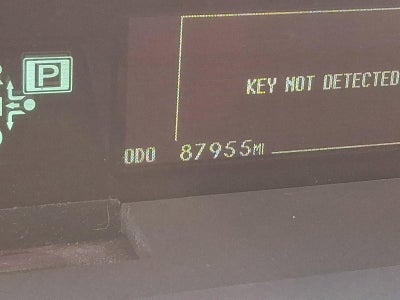 R
P
KEY NOT DETECTED
ODO 87955MI